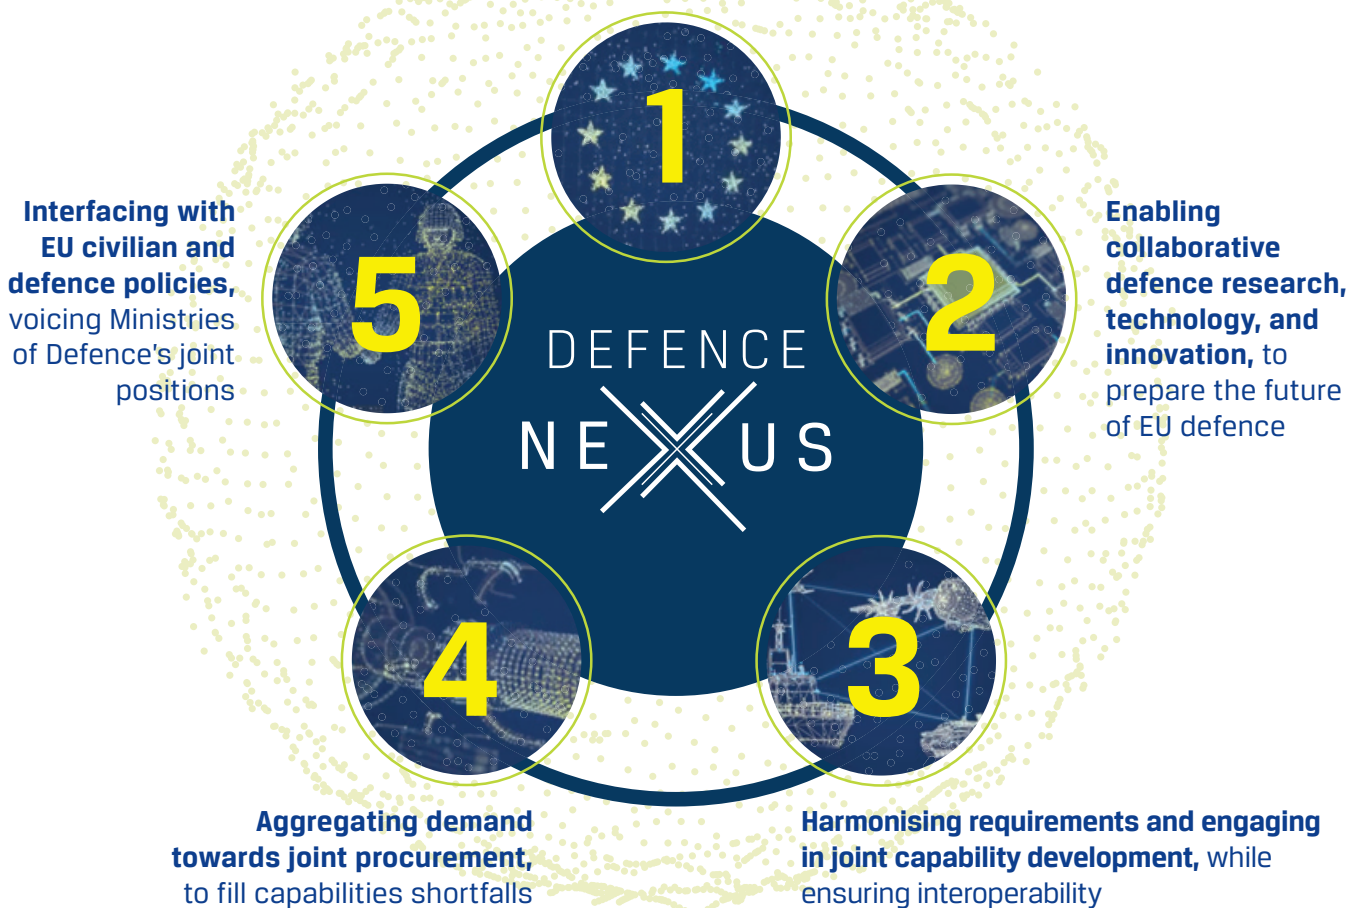 1
2
Enabling
collaborative
defence research,
technology, and
innovation, to
prepare the future
of EU defence
3
Harmonising requirements and engaging
in joint capability development, while
ensuring interoperability
4
Aggregating demand
towards joint procurement,
to fill capabilities shortfalls
5
Interfacing with
EU civilian and
defence policies,
voicing Ministries
of Defence's joint
positions
DEFENCE
NEXUS